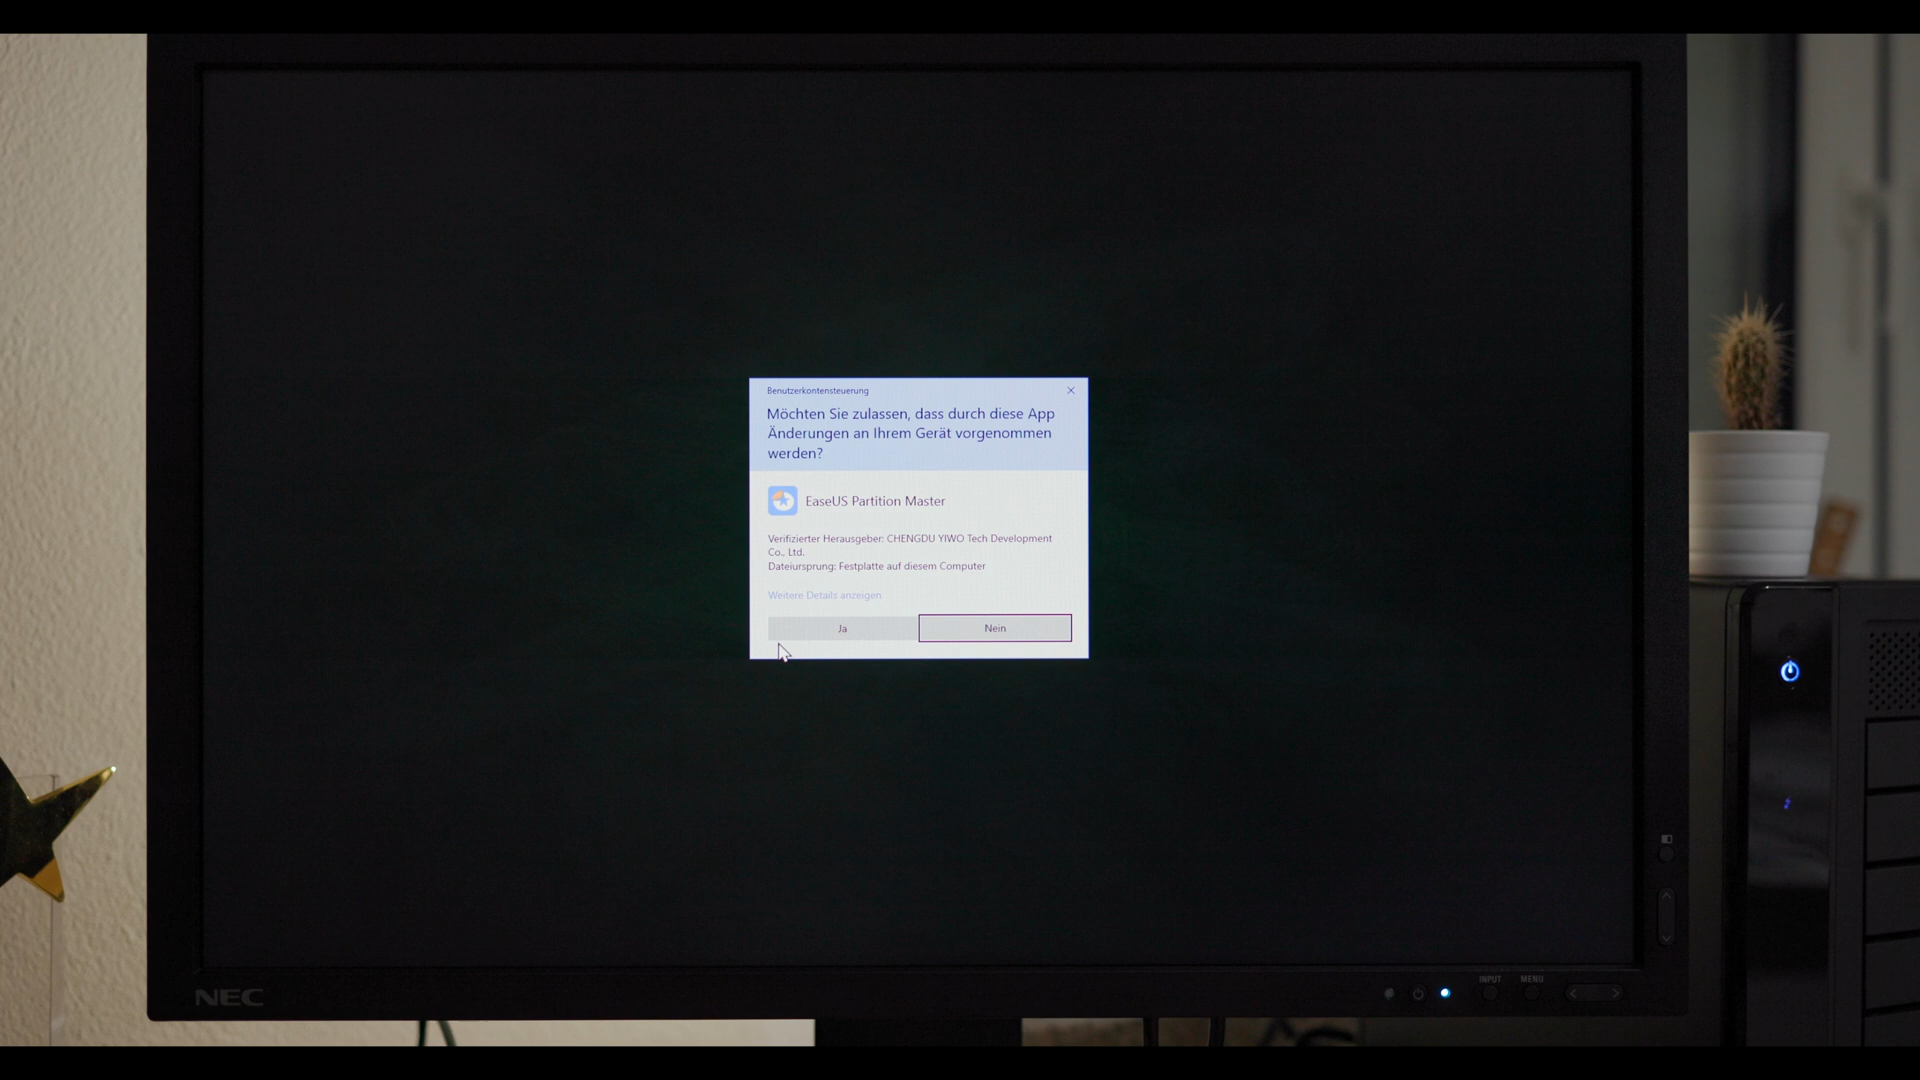 Benutzerkontensteuerung
Möchten Sie zulassen, dass durch diese App
Änderungen an Ihrem Gerät vorgenommen
werden?
EaseUS Partition Master
Verifizierter Herausgeber: CHENGDU YIWO Tech Development
Co., Ltd.
Dateiursprung: Festplatte auf diesem Computer
Weitere Details anzeigen
Ja
Nein
NEC
INPUT
MENU